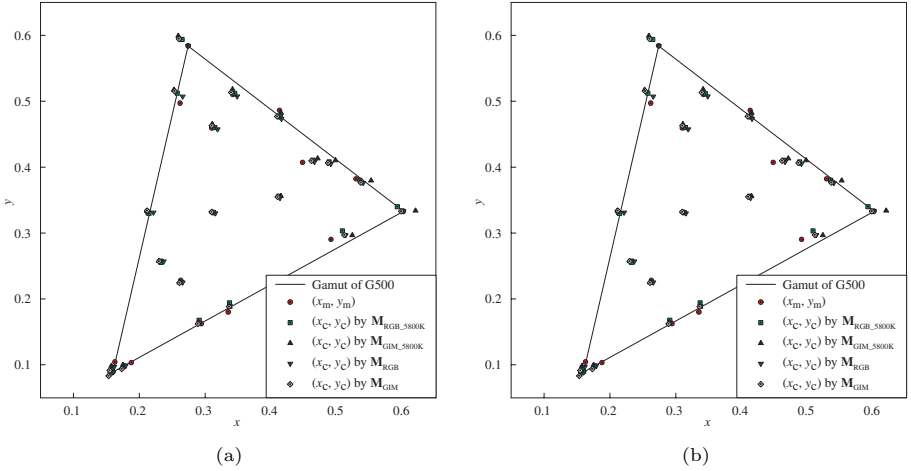 0.6
0.5
0.4
0.3
0.2
0.1
y
0.1 0.2 0.3 0.4 0.5 0.6
x
Gamut of G500
(xm, ym)
(xc, yc) by MRGB_5800K
(xc, yc) by MGIM_5800K
(xc, yc) by MRGB
(xc, yc) by MGIM
(a)
0.6
0.5
0.4
0.3
0.2
0.1
y
0.1 0.2 0.3 0.4 0.5 0.6
x
Gamut of G500
(xm, ym)
(xc, yc) by MRGB_5800K
(xc, yc) by MGIM_5800K
(xc, yc) by MRGB
(xc, yc) by MGIM
(b)